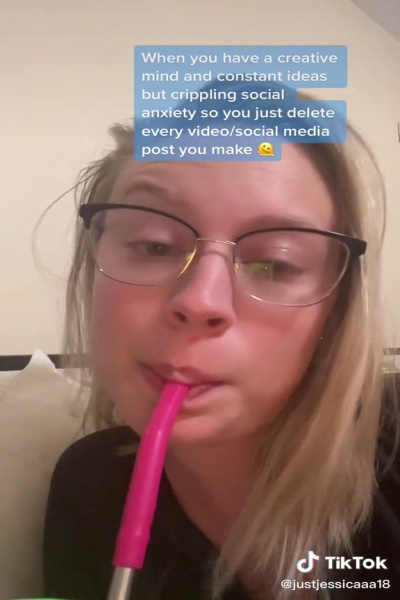 When you have a creative
mind and constant ideas
but crippling social
anxiety so you just delete
every video/social media
post you make 🫠
TikTok
@justjessicaaa18